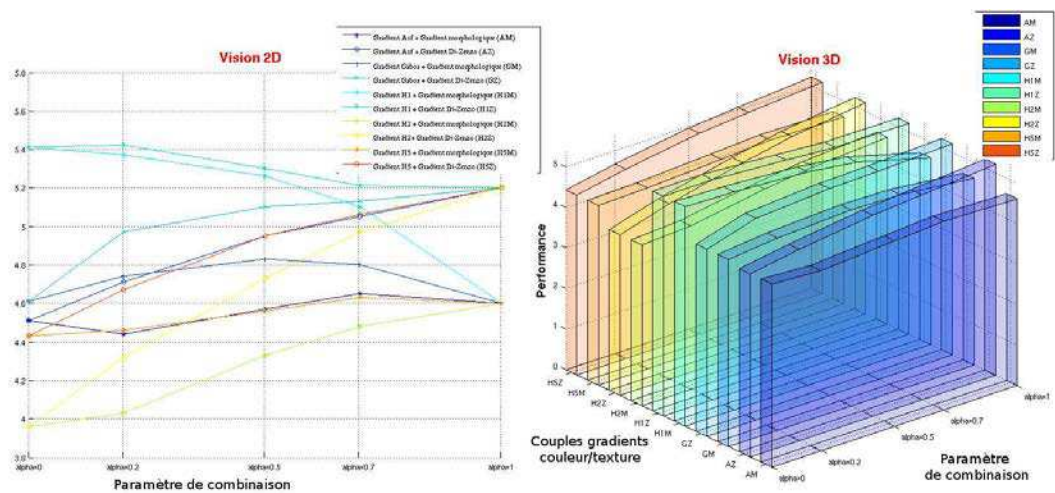 Vision 2D
Gradient Asf + Gradient morphologique (AM)
Gradient Asf + Gradient Di-Zenzo (AZ)
Gradient Gabor + Gradient morphologique (GM)
Gradient Gabor + Gradient Di-Zenzo (GZ)
Gradient H1 + Gradient morphologique (H1M)
Gradient H1 + Gradient Di-Zenzo (H1Z)
Gradient H2 + Gradient morphologique (H2M)
Gradient H2+ Gradient Di-Zenzo (H2Z)
Gradient H5 + Gradient morphologique (H5M)
Gradient H5 + Gradient Di-Zenzo (H5Z)
5.8
5.6
5.4
5.2
5
4.8
4.6
4.4
4.2
4
3.8
alpha=0
alpha=0.2
alpha=0.5
alpha=0.7
alpha=1
Paramètre de combinaison
Vision 3D
AM
AZ
GM
GZ
H1M
H1Z
H2M
H2Z
H5M
H5Z
Performance
5
4
3
2
1
0
H5Z
H5M
H2Z
H2M
H1Z
H1M
GZ
GM
AZ
AM
Couples gradients
couleur/texture
alpha=0
alpha=0.2
alpha=0.5
alpha=0.7
alpha=1
Paramètre
de combinaison